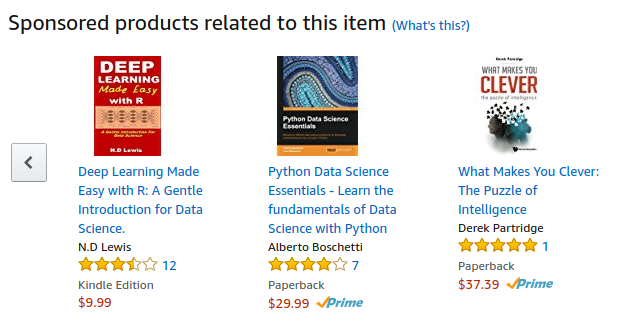 Sponsored products related to this item (What's this?)
DEEP
LEARNING
Made Easy
with R
A Gentle Introduction For
Data Science
N.D Lewis
Deep Learning Made
Easy with R: A Gentle
Introduction for Data
Science.
N.D Lewis
12
Kindle Edition
$9.99
Python Data Science
Essentials
Python Data Science
Essentials - Learn the
fundamentals of Data
Science with Python
Alberto Boschetti
7
Paperback
$29.99 Prime
Derek Partridge
WHAT MAKES YOU
CLEVER
the puzzle of intelligence
What Makes You Clever:
The Puzzle of
Intelligence
Derek Partridge
1
Paperback
$37.39 Prime